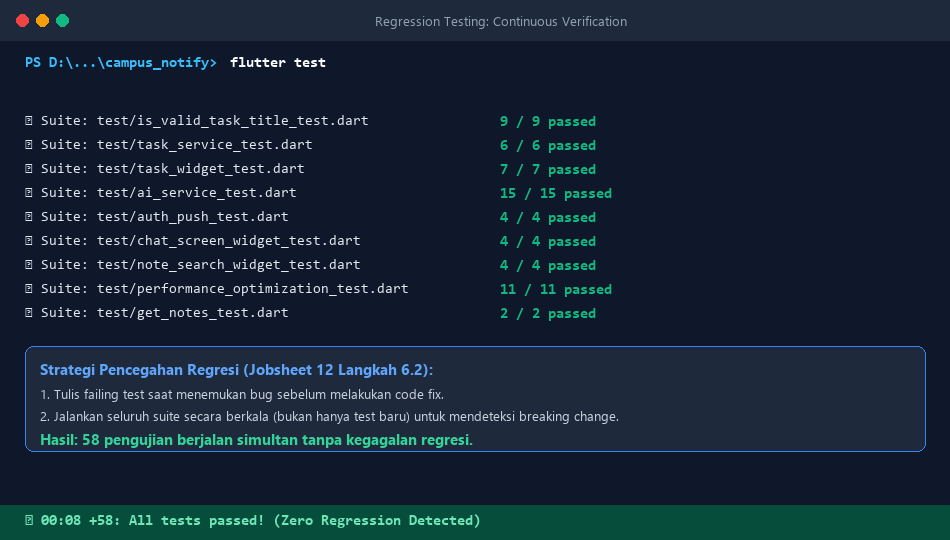 Regression Testing: Continuous Verification
PS D:\...\campus_notify> flutter test
Suite: test/is_valid_task_title_test.dart 9 / 9 passed
Suite: test/task_service_test.dart 6 / 6 passed
Suite: test/task_widget_test.dart 7 / 7 passed
Suite: test/ai_service_test.dart 15 / 15 passed
Suite: test/auth_push_test.dart 4 / 4 passed
Suite: test/chat_screen_widget_test.dart 4 / 4 passed
Suite: test/note_search_widget_test.dart 4 / 4 passed
Suite: test/performance_optimization_test.dart 11 / 11 passed
Suite: test/get_notes_test.dart 2 / 2 passed
Strategi Pencegahan Regresi (Jobsheet 12 Langkah 6.2):
1. Tulis failing test saat menemukan bug sebelum melakukan code fix.
2. Jalankan seluruh suite secara berkala (bukan hanya test baru) untuk mendeteksi breaking change.
Hasil: 58 pengujian berjalan simultan tanpa kegagalan regresi.
00:08 +58: All tests passed! (Zero Regression Detected)